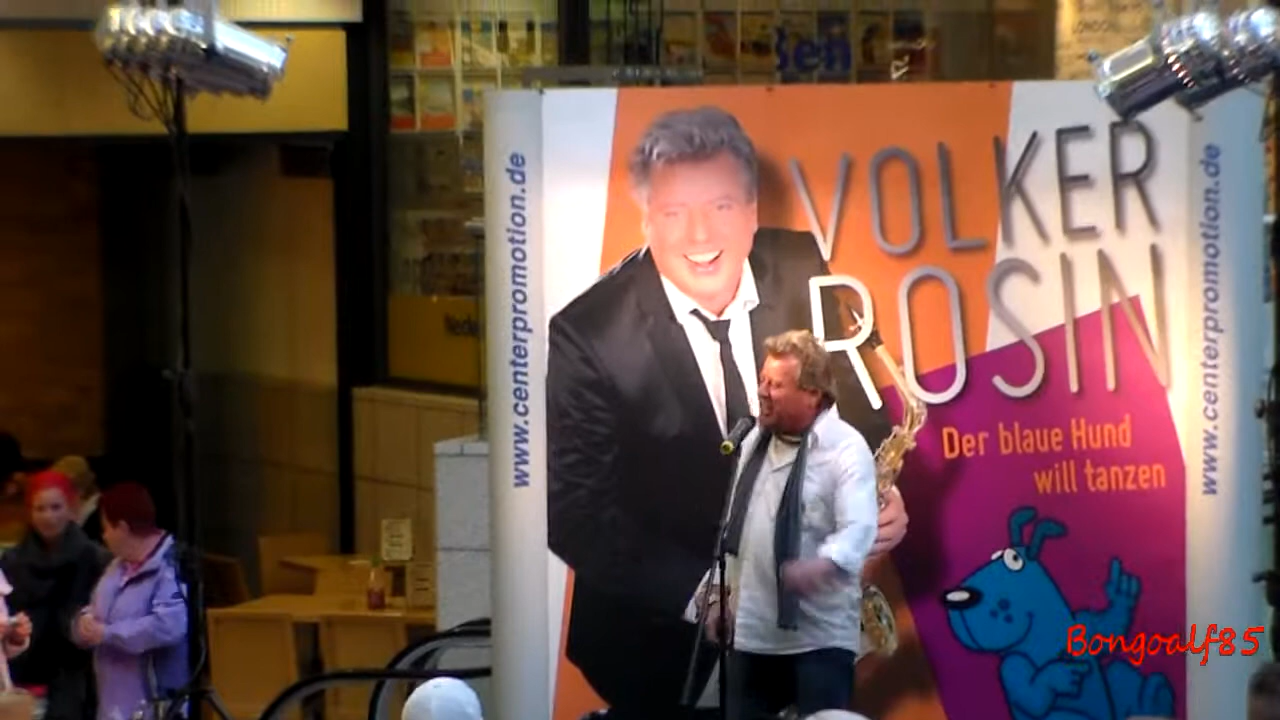 VOLKER
ROSIN
Der blaue Hund
will tanzen
www.centerpromotion.de
www.centerpromotion.de
Bongoalf85